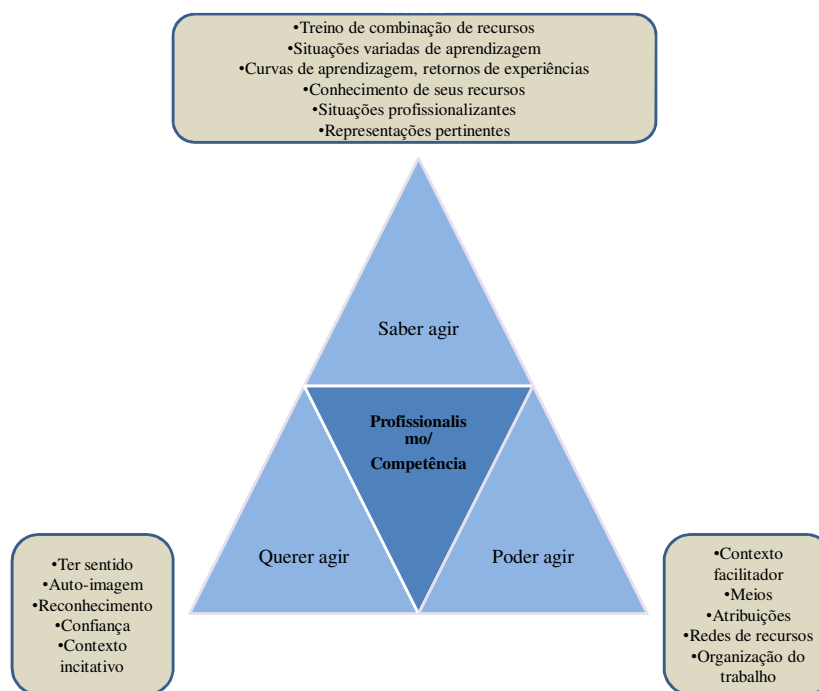 •Treino de combinação de recursos
•Situações variadas de aprendizagem
•Curvas de aprendizagem, retornos de experiências
•Conhecimento de seus recursos
•Situações profissionalizantes
•Representações pertinentes
Saber agir
Profissionalis
mo/
Competência
Querer agir
Poder agir
•Ter sentido
•Auto-imagem
•Reconhecimento
•Confiança
•Contexto
incitativo
•Contexto
facilitador
•Meios
•Atribuições
•Redes de recursos
•Organização do
trabalho